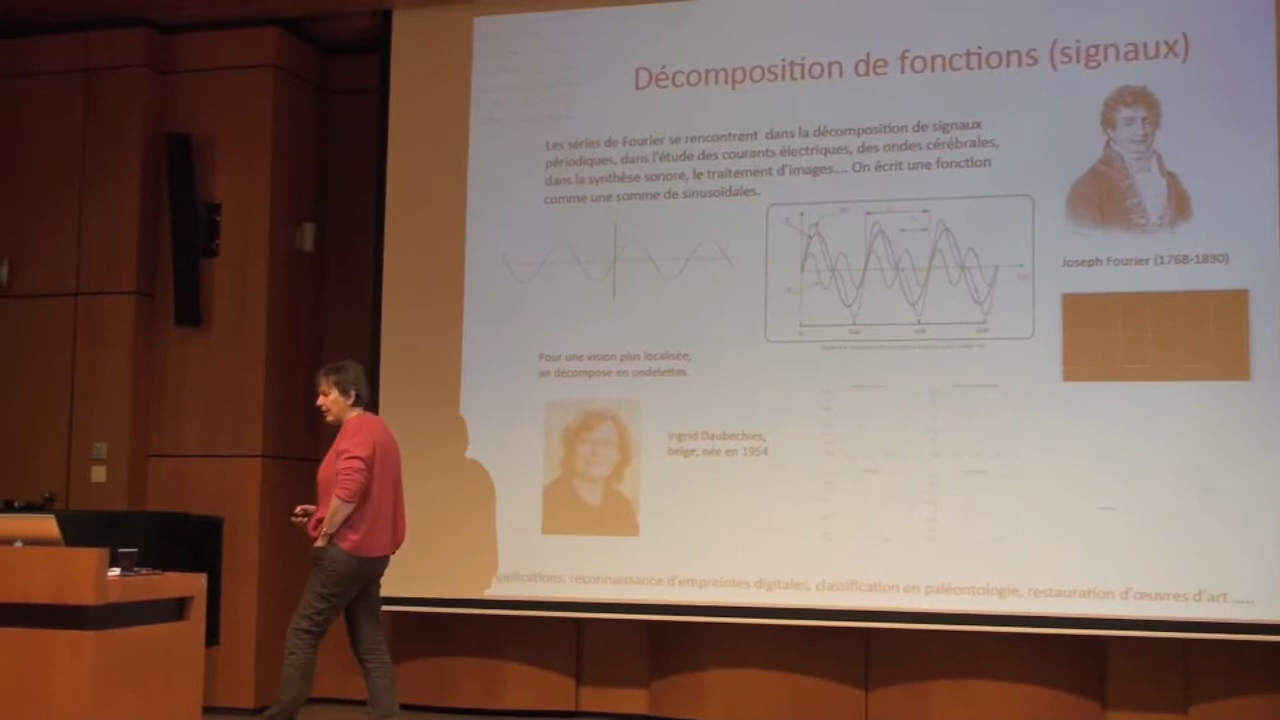 Décomposition de fonctions (signaux)
Les séries de Fourier se rencontrent dans la décomposition de signaux
périodiques, dans l'étude des courants électriques, des ondes cérébrales,
dans la synthèse sonore, le traitement d'images.... On écrit une fonction
comme une somme de sinusoïdales.
Joseph Fourier (1768-1830)
Pour une vision plus localisée,
on décompose en ondelettes.
Ingrid Daubechies,
belge, née en 1954
reconnaissance d'empreintes digitales, classification en paléontologie, restauration d'œuvres d'art .....